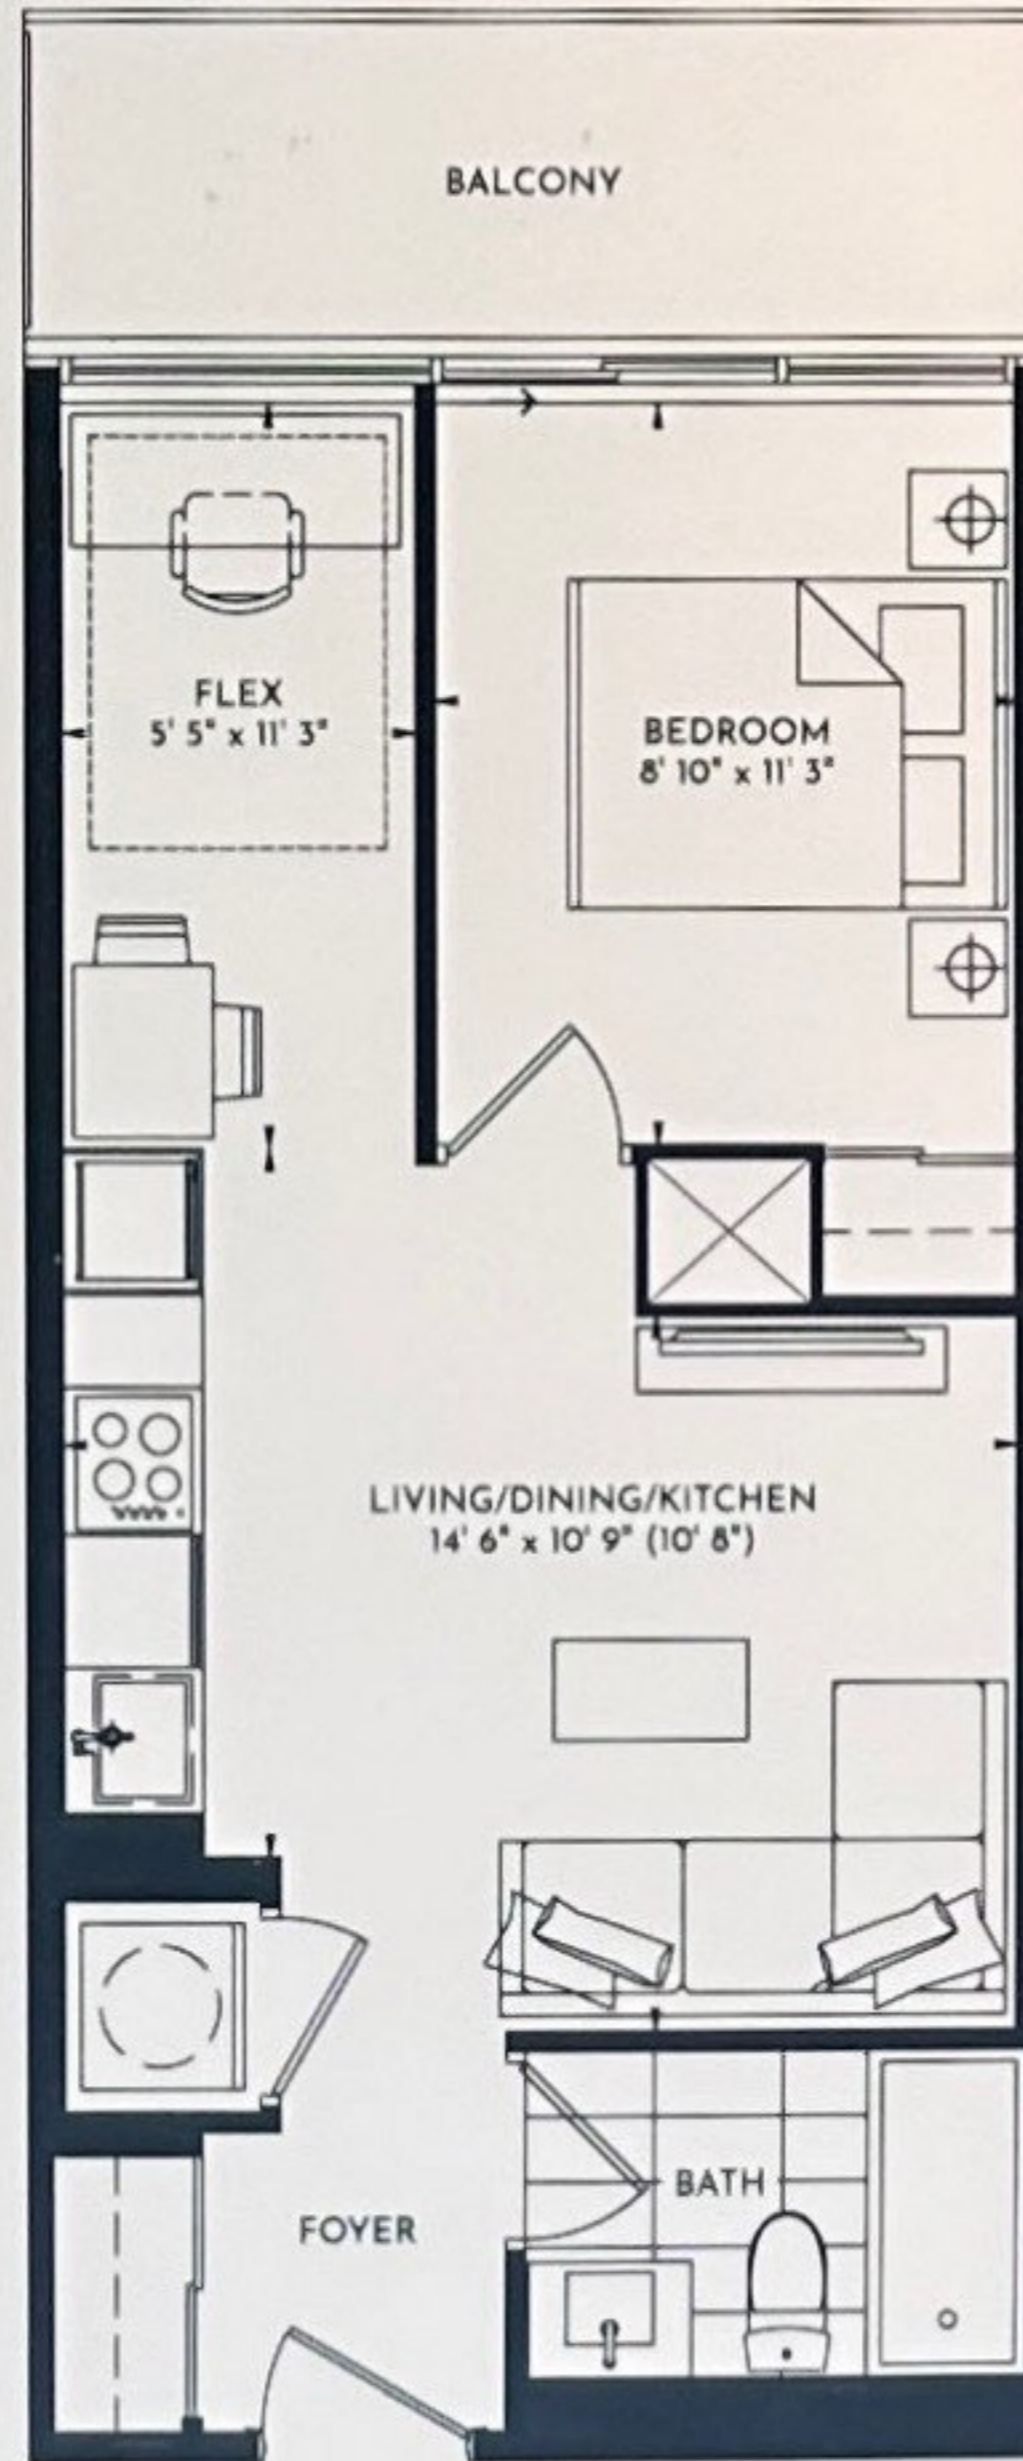 BALCONY
FLEX
5' 5" x 11' 3"
BEDROOM
8' 10" x 11' 3"
LIVING/DINING/KITCHEN
14' 6" x 10' 9" (10' 8")
BATH
FOYER